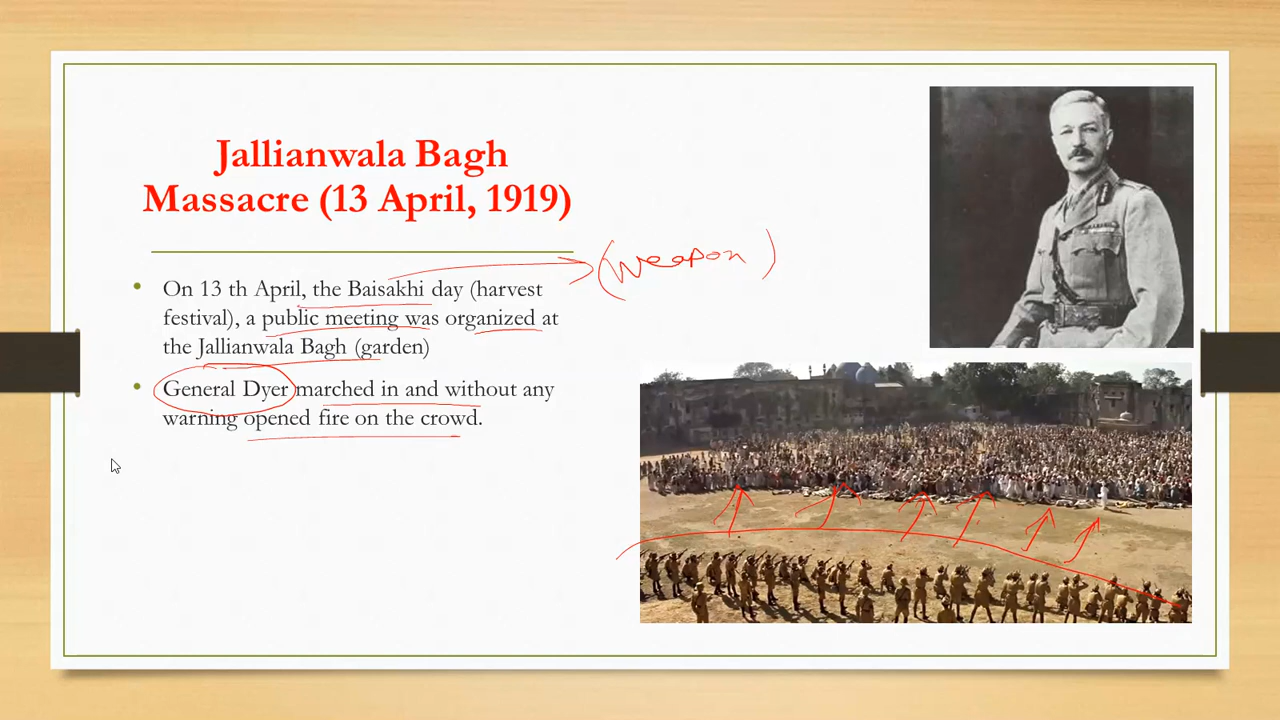 Jallianwala Bagh
Massacre (13 April, 1919)
(weapon)
• On 13 th April, the Baisakhi day (harvest
festival), a public meeting was organized at
the Jallianwala Bagh (garden)
• General Dyer marched in and without any
warning opened fire on the crowd.